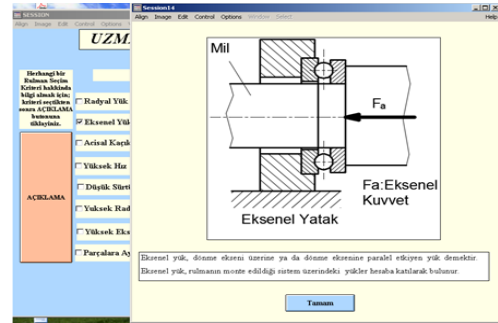 SESSION
Align Image Edit Control Options
UZM
Herhangi bir
Rulman Seçim
Kriteri hakkında
bilgi almak için;
kriteri seçtikten
sonra AÇIKLAMA
butonuna
tıklayınız.
AÇIKLAMA
Radyal Yük
Eksenel Yük
Acisal Kaçık
Yüksek Hız
Düşük Sürt
Yuksek Rad
Yüksek Eks
Parçalara Ay
Session14
Align Image Edit Control Options Window Select Help
Mil
Fa
Fa:Eksenel
Kuvvet
Eksenel Yatak
Eksenel yük, dönme ekseni üzerine ya da dönme eksenine paralel etkiyen yük demektir.
Eksenel yük, rulmanın monte edildiği sistem üzerindeki yükler hesaba katılarak bulunur.
Tamam